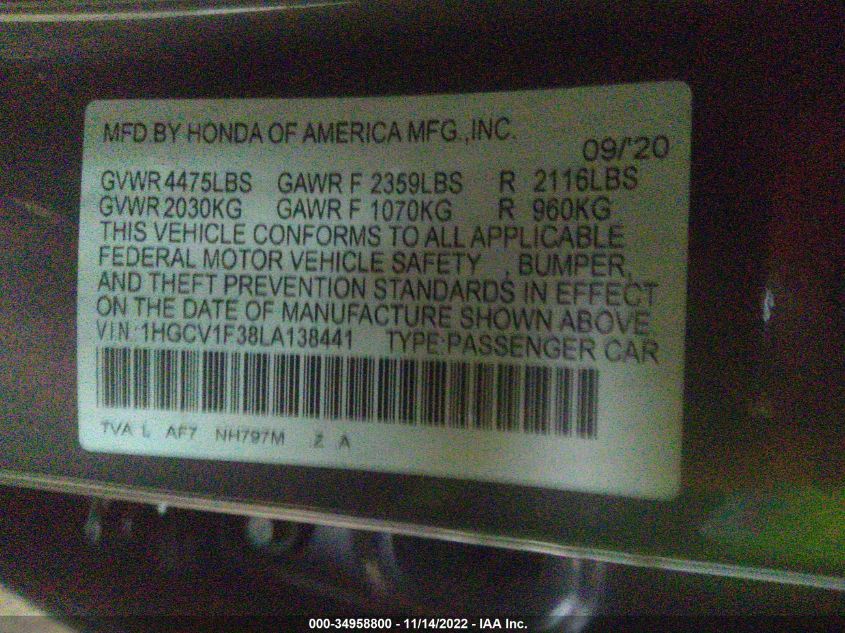 MFD.BY HONDA OF AMERICA MFG.,INC.
09/'20
GVWR 4475LBS GAWR F 2359LBS R 2116LBS
GVWR 2030KG GAWR F 1070KG R 960KG
THIS VEHICLE CONFORMS TO ALL APPLICABLE
FEDERAL MOTOR VEHICLE SAFETY , BUMPER,
AND THEFT PREVENTION STANDARDS IN EFFECT
ON THE DATE OF MANUFACTURE SHOWN ABOVE
V.I.N.:1HGCV1F38LA138441 TYPE:PASSENGER CAR
TVA L AF7 NH797M Z A
000-34958800 - 11/14/2022 - IAA Inc.